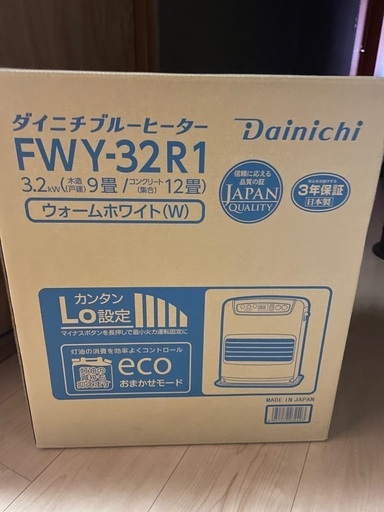 ダイニチブルーヒーター
Dainichi
FWY-32R1
3.2kW(木造(戸建)9畳/コンクリート(集合)12畳)
ウォームホワイト(W)
信頼に応える
品質の証
JAPAN
QUALITY
3年保証
日本製
カンタン
Lo設定
マイナスボタンを長押しで最小火力運転固定に
灯油の消費を効率よくコントロール
eco
おまかせモード
MADE IN JAPAN